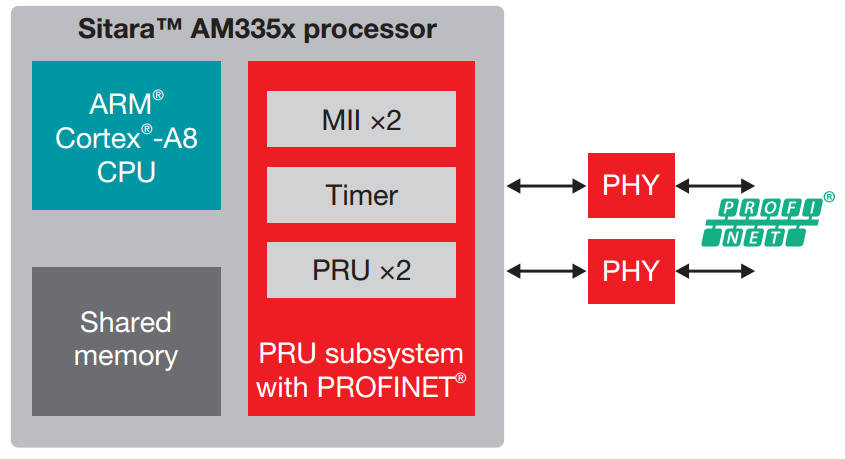 Sitara™ AM335x processor
ARM®
Cortex®-A8
CPU
Shared
memory
MII ×2
Timer
PRU ×2
PRU subsystem
with PROFINET®
PHY
PHY
PROFI®
NET